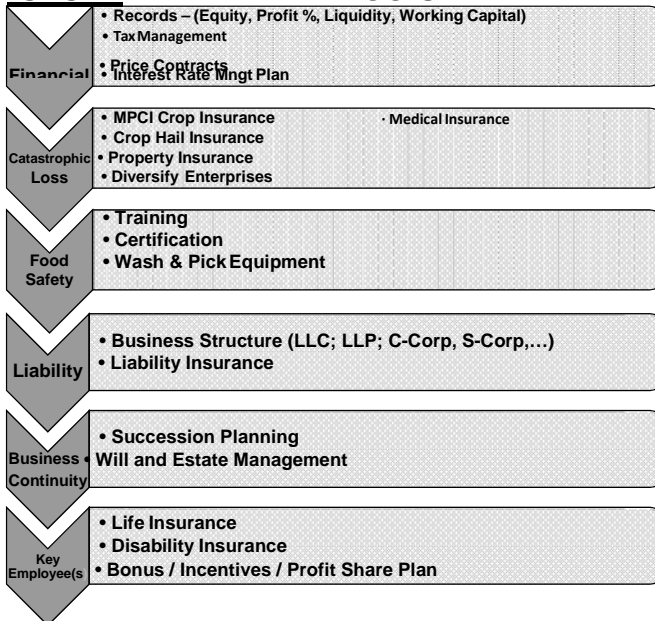 Financial
• Records – (Equity, Profit %, Liquidity, Working Capital)
• Tax Management
• Price Contracts
• Interest Rate Mngt Plan
Catastrophic
Loss
• MPCI Crop Insurance
· Medical Insurance
• Crop Hail Insurance
• Property Insurance
• Diversify Enterprises
Food
Safety
• Training
• Certification
• Wash & Pick Equipment
Liability
• Business Structure (LLC; LLP; C-Corp, S-Corp,…)
• Liability Insurance
Business
Continuity
• Succession Planning
• Will and Estate Management
Key
Employee(s
• Life Insurance
• Disability Insurance
• Bonus / Incentives / Profit Share Plan